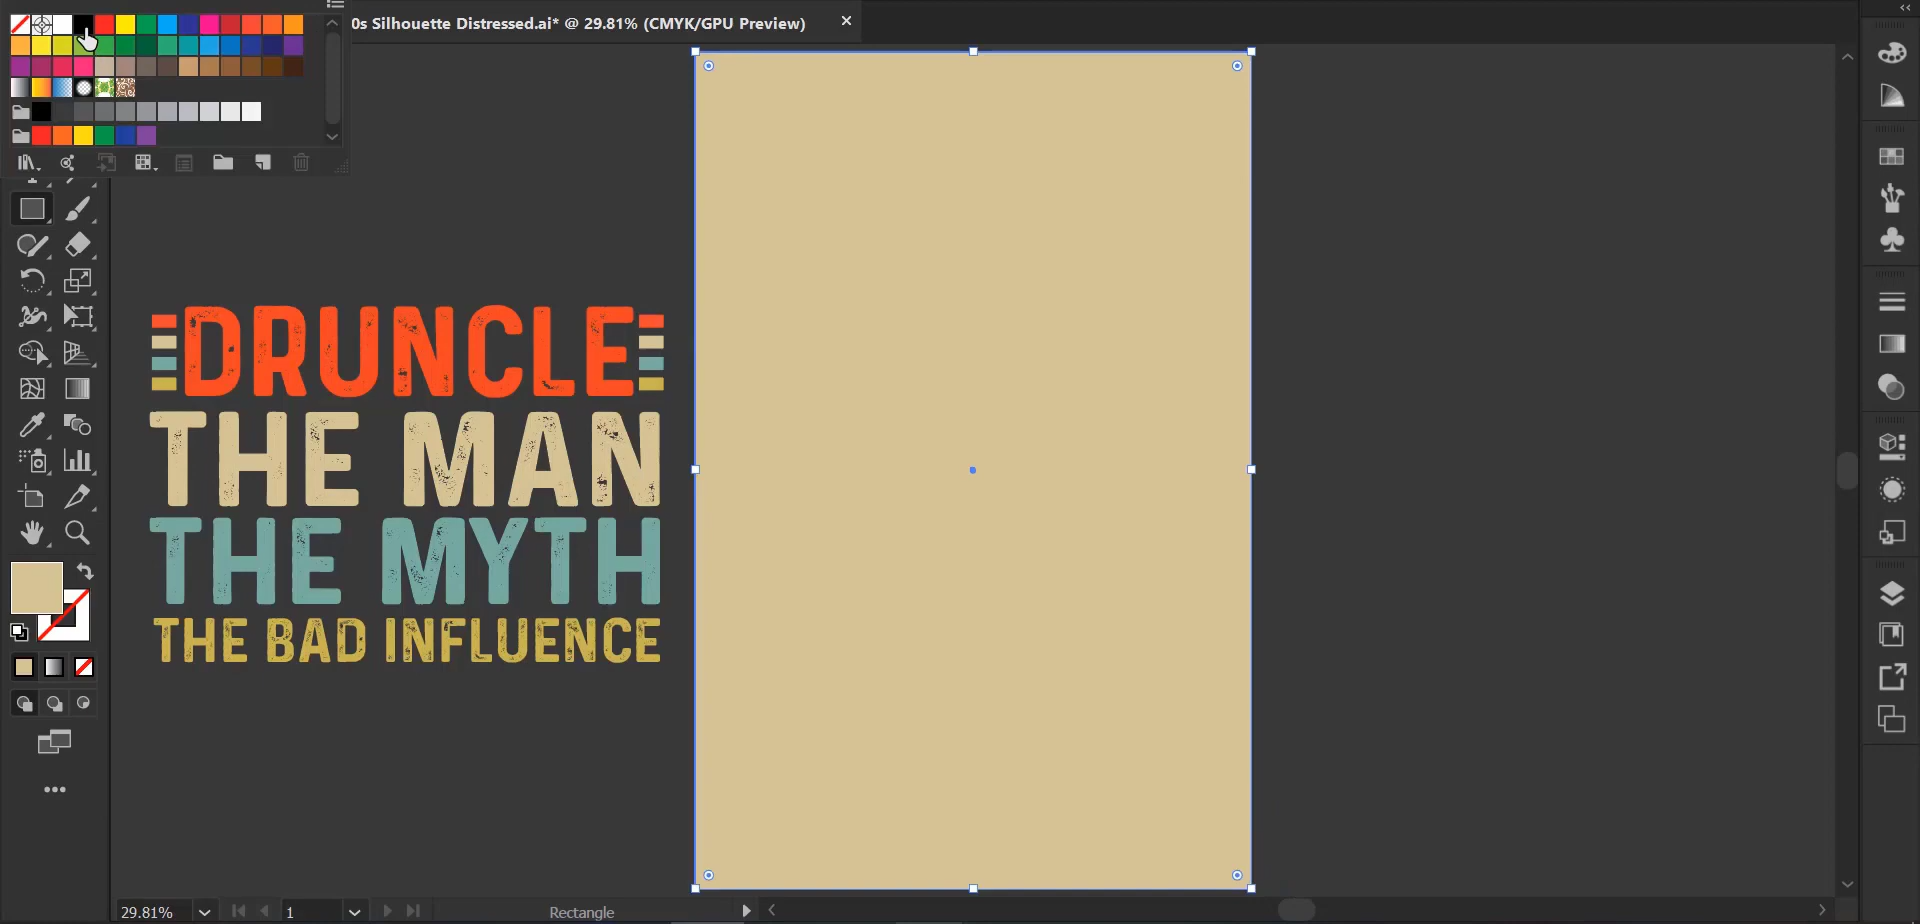 0s Silhouette Distressed.ai* @ 29.81% (CMYK/GPU Preview)
DRUNCLE
THE MAN
THE MYTH
THE BAD INFLUENCE
29.81%
1
Rectangle